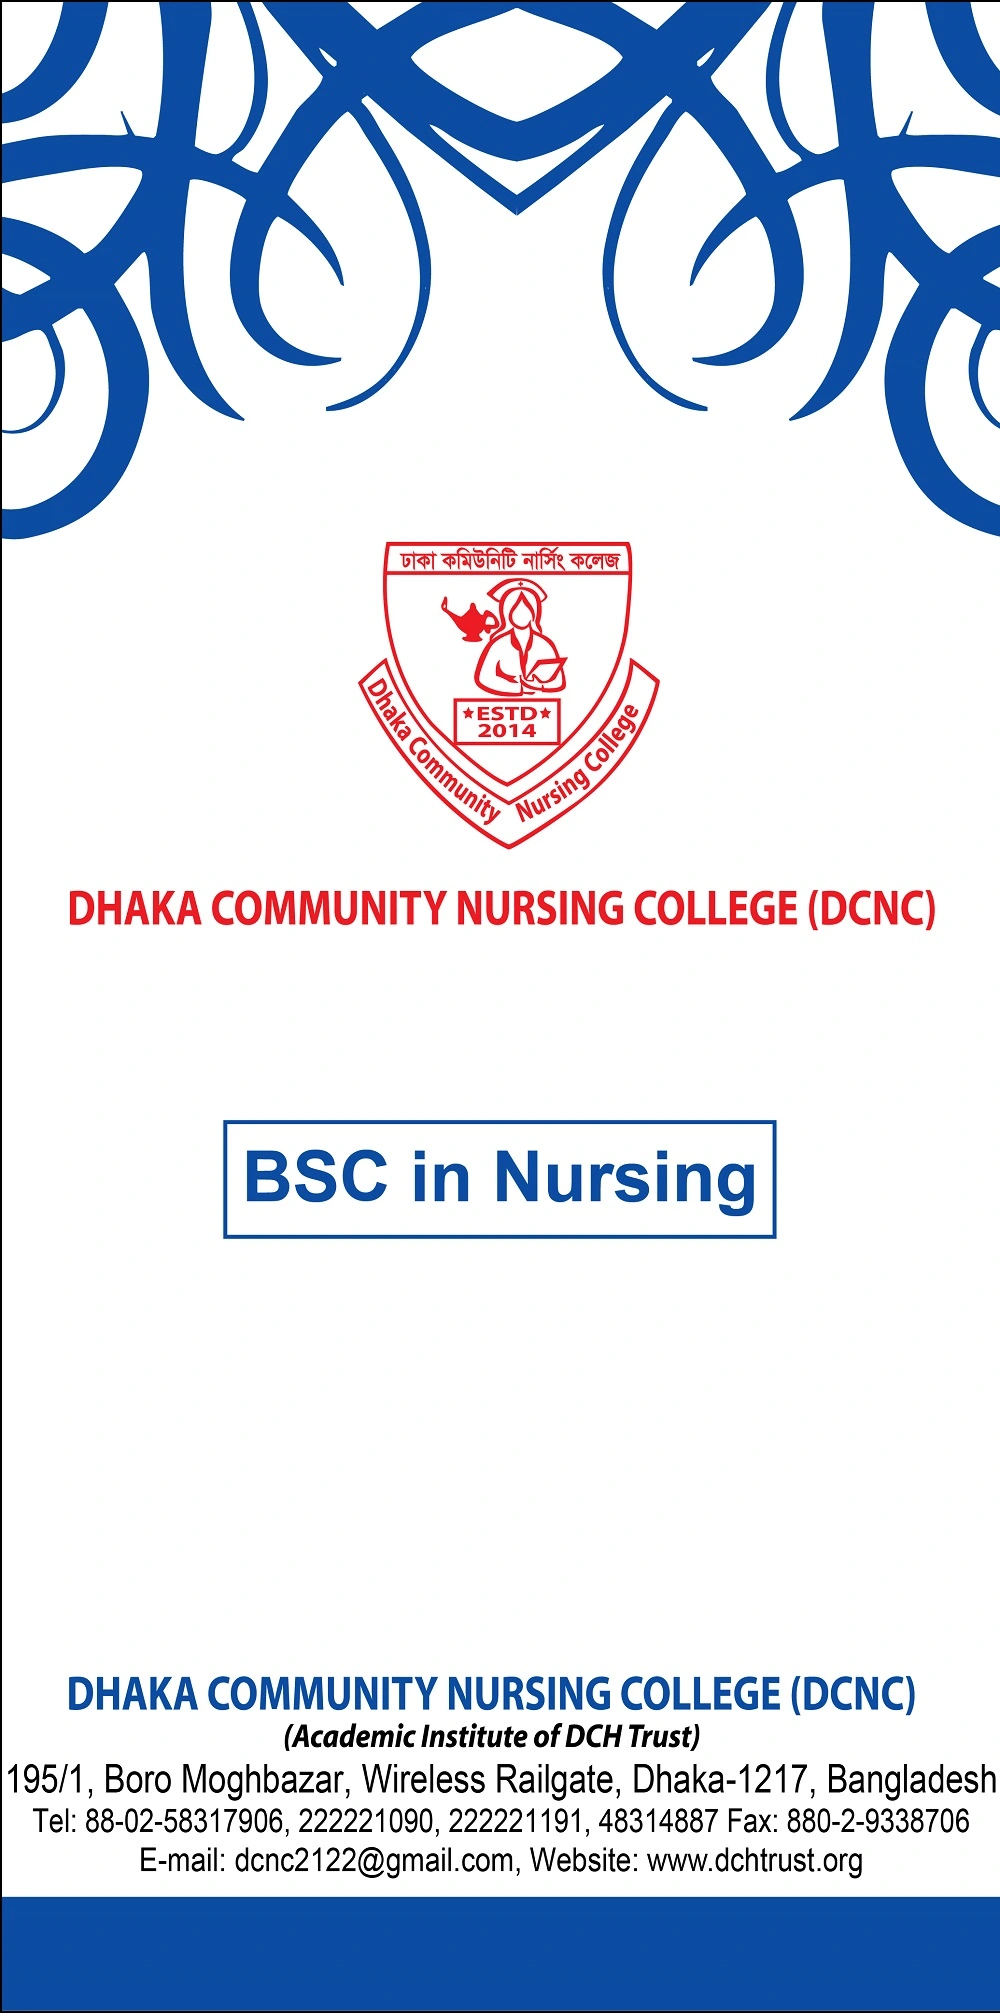 ঢাকা কমিউনিটি নার্সিং কলেজ
ESTD
2014
Dhaka Community Nursing College
DHAKA COMMUNITY NURSING COLLEGE (DCNC)
BSC in Nursing
DHAKA COMMUNITY NURSING COLLEGE (DCNC)
(Academic Institute of DCH Trust)
195/1, Boro Moghbazar, Wireless Railgate, Dhaka-1217, Bangladesh
Tel: 88-02-58317906, 222221090, 222221191, 48314887 Fax: 880-2-9338706
E-mail: dcnc2122@gmail.com, Website: www.dchtrust.org